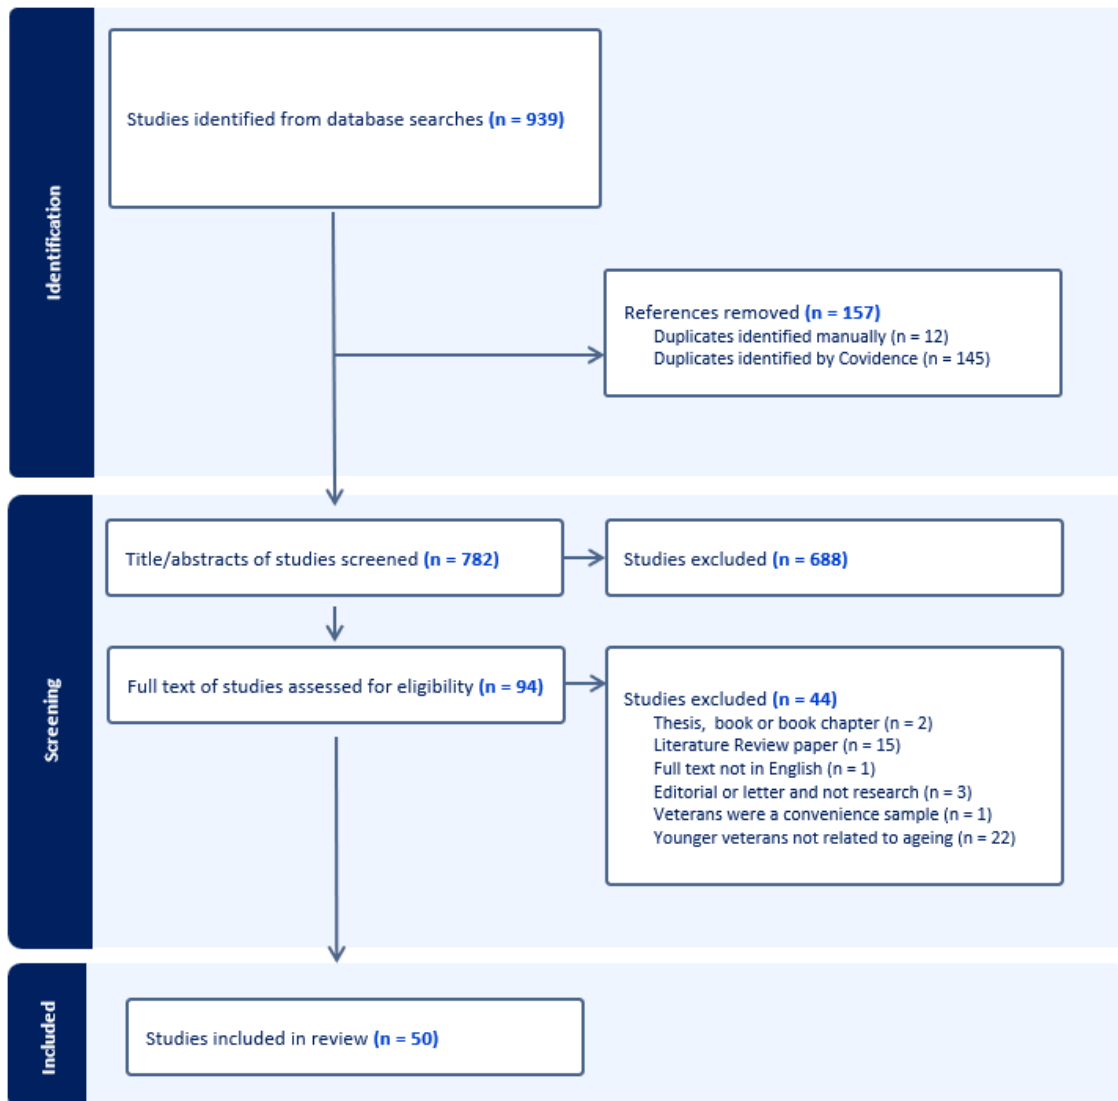 Identification
Studies identified from database searches (n = 939)
References removed (n = 157)
Duplicates identified manually (n = 12)
Duplicates identified by Covidence (n = 145)
Screening
Title/abstracts of studies screened (n = 782)
Studies excluded (n = 688)
Full text of studies assessed for eligibility (n = 94)
Studies excluded (n = 44)
Thesis, book or book chapter (n = 2)
Literature Review paper (n = 15)
Full text not in English (n = 1)
Editorial or letter and not research (n = 3)
Veterans were a convenience sample (n = 1)
Younger veterans not related to ageing (n = 22)
Included
Studies included in review (n = 50)